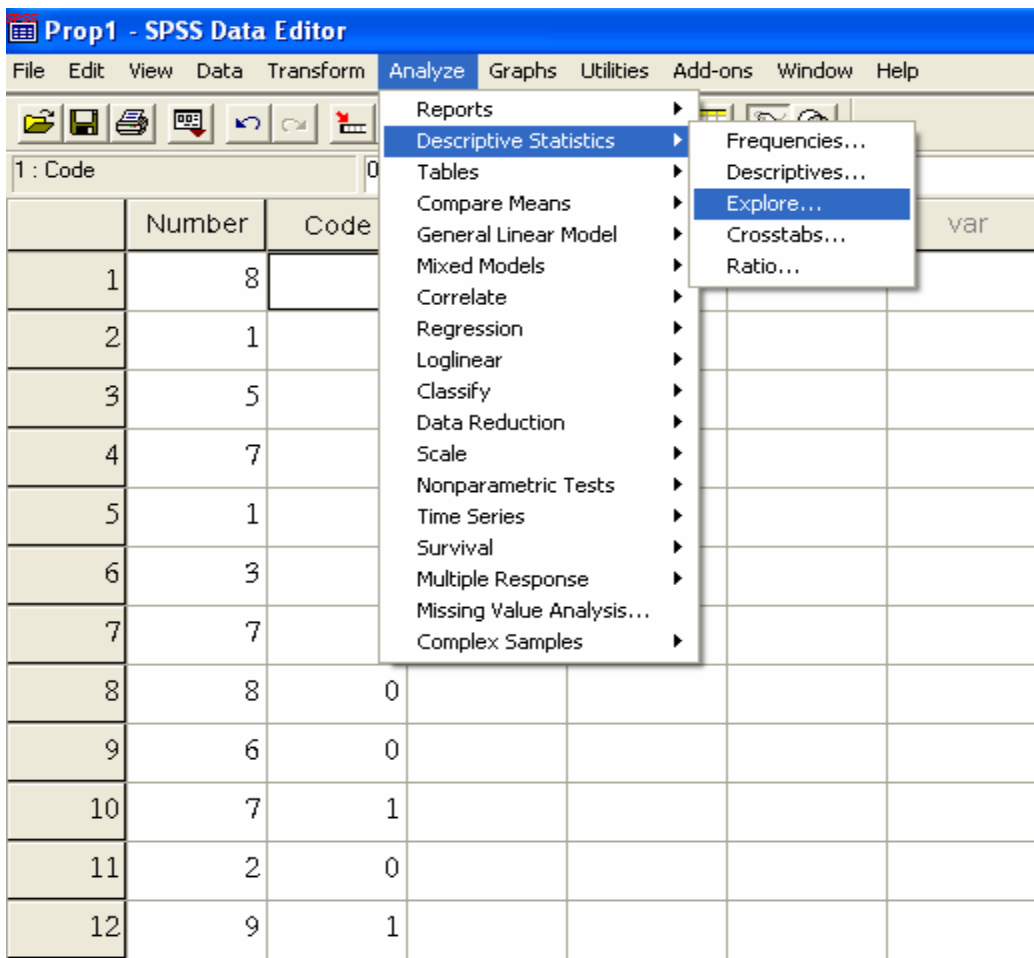 Prop1 - SPSS Data Editor
File Edit View Data Transform Analyze Graphs Utilities Add-ons Window Help
1 : Code 0
Reports
Descriptive Statistics
Tables
Compare Means
General Linear Model
Mixed Models
Correlate
Regression
Loglinear
Classify
Data Reduction
Scale
Nonparametric Tests
Time Series
Survival
Multiple Response
Missing Value Analysis...
Complex Samples
Frequencies...
Descriptives...
Explore...
Crosstabs...
Ratio...
Number Code var
1 8
2 1
3 5
4 7
5 1
6 3
7 7
8 8 0
9 6 0
10 7 1
11 2 0
12 9 1